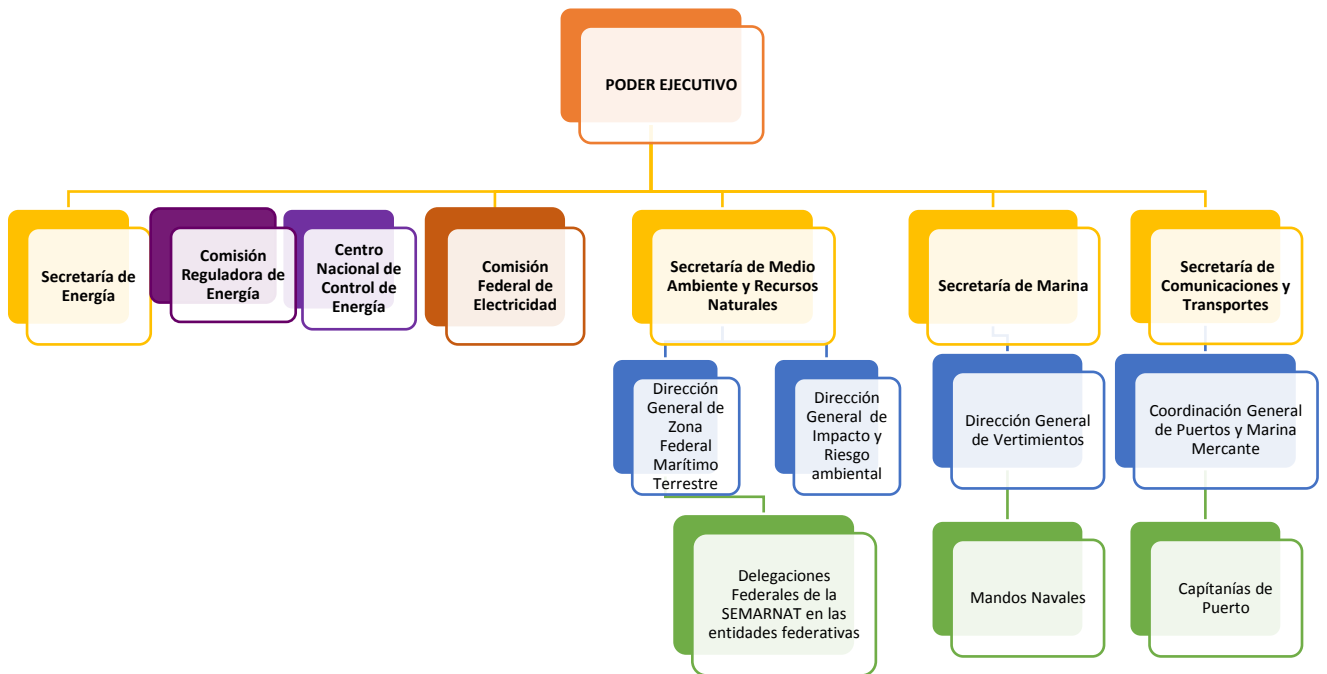 PODER EJECUTIVO
Secretaría de
Energía
Comisión
Reguladora de
Energía
Centro
Nacional de
Control de
Energía
Comisión
Federal de
Electricidad
Secretaría de Medio
Ambiente y Recursos
Naturales
Secretaría de Marina
Secretaría de
Comunicaciones y
Transportes
Dirección
General de
Zona
Federal
Marítimo
Terrestre
Dirección
General de
Impacto y
Riesgo
ambiental
Dirección General
de Vertimientos
Coordinación General
de Puertos y Marina
Mercante
Delegaciones
Federales de la
SEMARNAT en las
entidades federativas
Mandos Navales
Capítanías de
Puerto